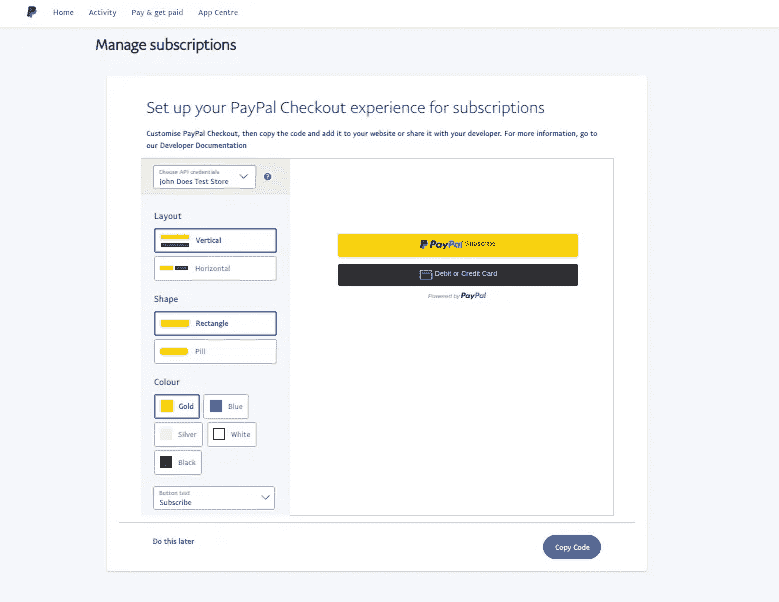 Home Activity Pay & get paid App Centre
Manage subscriptions
Set up your PayPal Checkout experience for subscriptions
Customise PayPal Checkout, then copy the code and add it to your website or share it with your developer. For more information, go to
our Developer Documentation
Choose API credentials
John Does Test Store
?
Layout
Vertical
Horizontal
Shape
Rectangle
Pill
Colour
Gold Blue
Silver White
Black
Button text
Subscribe
PayPal Subscribe
Debit or Credit Card
Powered by PayPal
Do this later
Copy Code